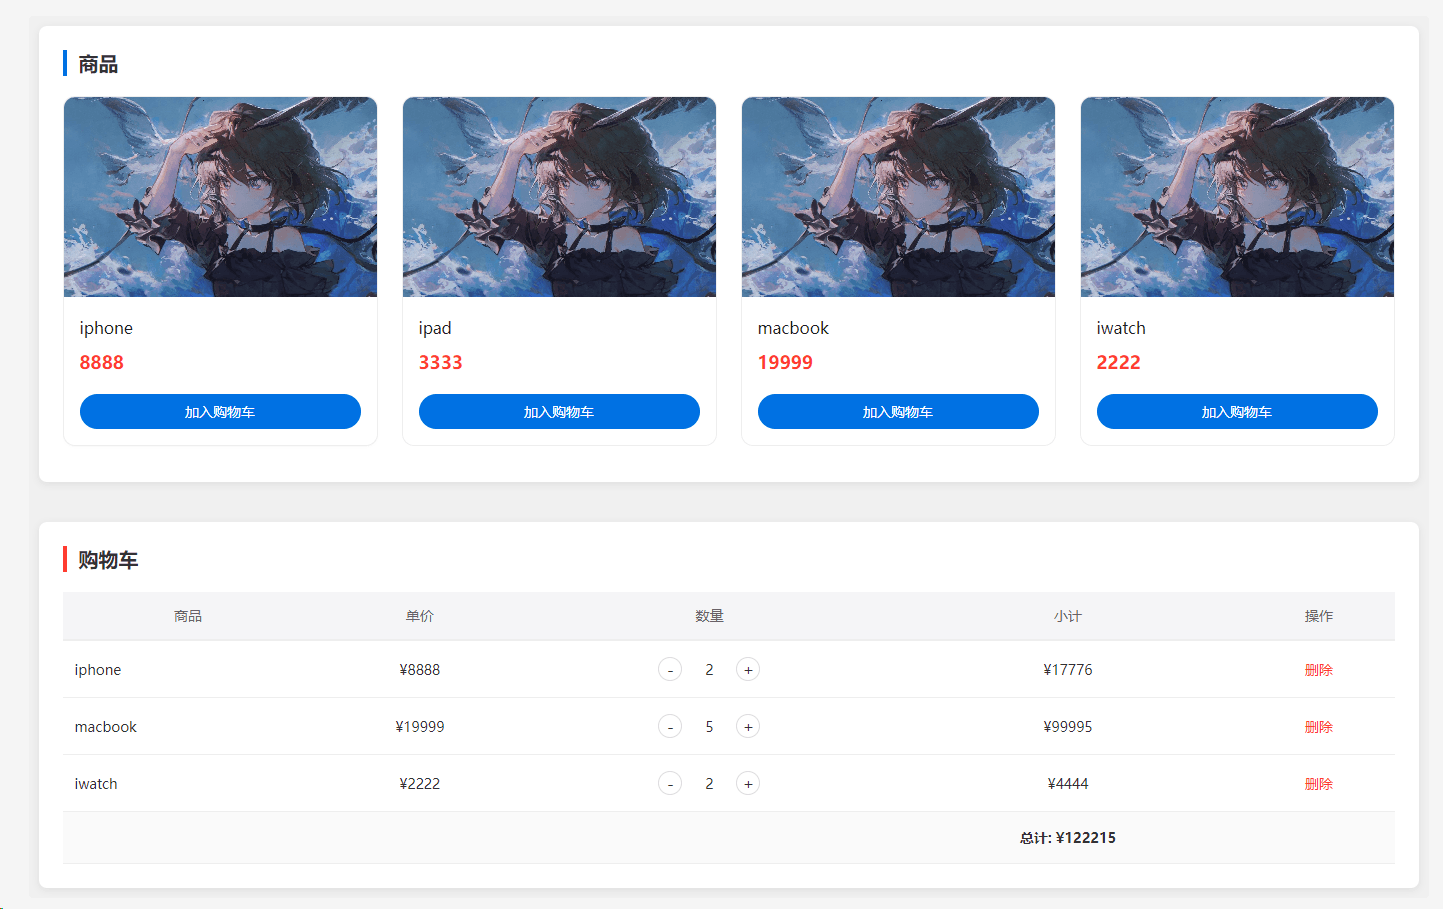 商品
iphone
8888
加入购物车
ipad
3333
加入购物车
macbook
19999
加入购物车
iwatch
2222
加入购物车
购物车
商品 单价 数量 小计 操作
iphone ¥8888 - 2 + ¥17776 删除
macbook ¥19999 - 5 + ¥99995 删除
iwatch ¥2222 - 2 + ¥4444 删除
总计: ¥122215